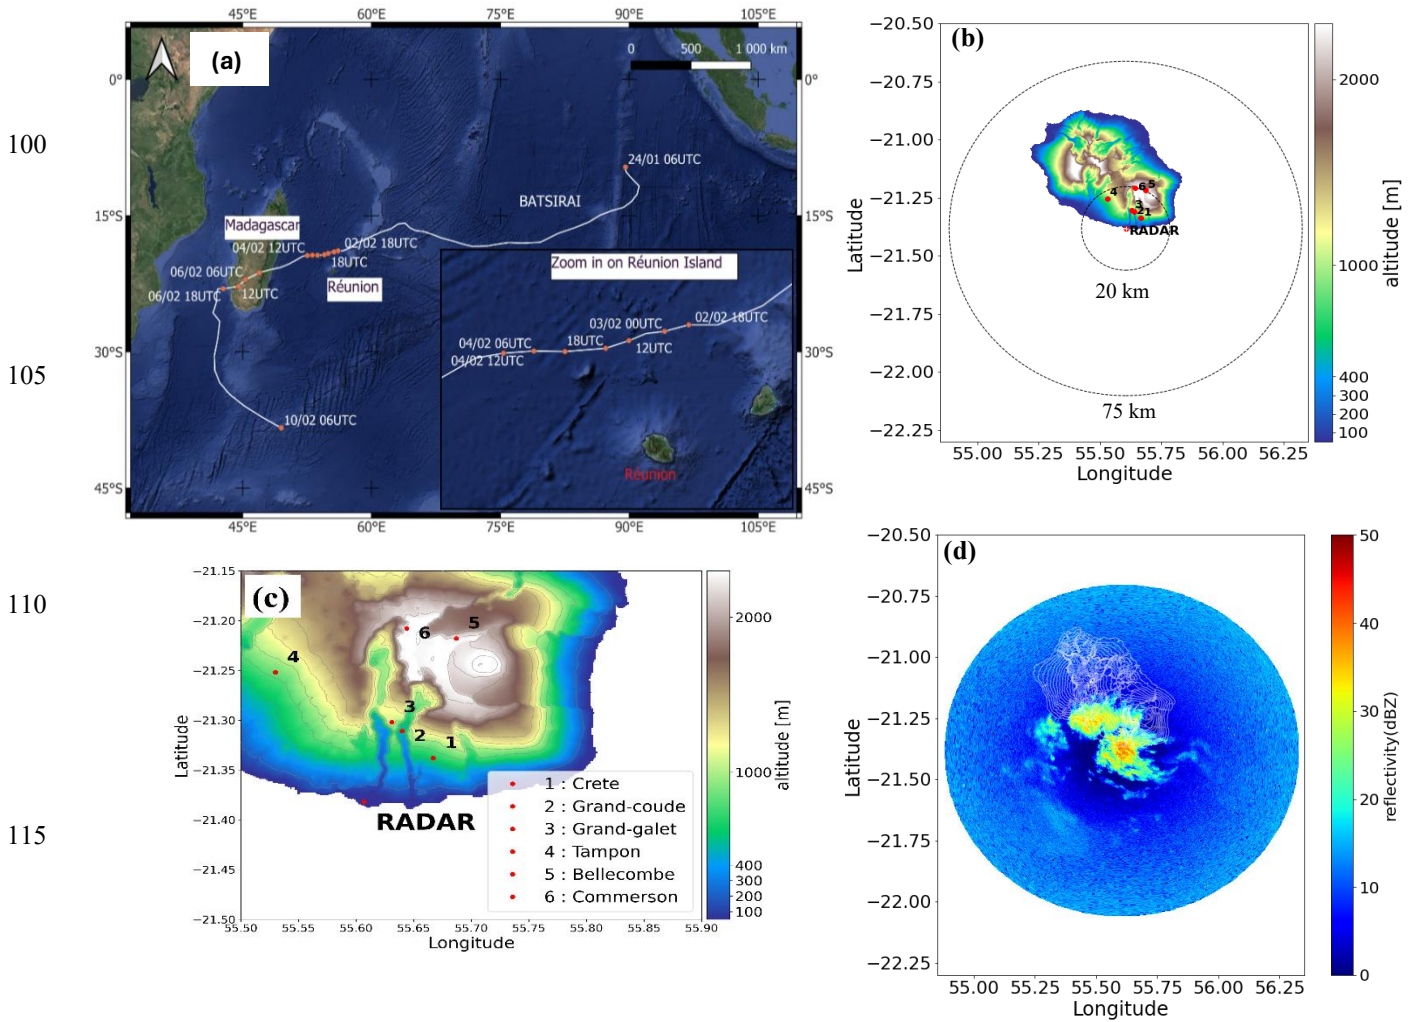 100
105
110
115
(a)
45°E
60°E
75°E
90°E
105°E
0
500
1 000 km
0°
15°S
30°S
45°S
0°
15°S
30°S
45°S
24/01 06UTC
BATSIRAI
Madagascar
04/02 12UTC
02/02 18UTC
18UTC
06/02 06UTC
06/02 18UTC
12UTC
Réunion
10/02 06UTC
Zoom in on Réunion Island
03/02 00UTC
02/02 18UTC
04/02 06UTC
18UTC
12UTC
04/02 12UTC
Réunion
45°E
60°E
75°E
90°E
105°E
(b)
−20.50
−20.75
−21.00
−21.25
−21.50
−21.75
−22.00
−22.25
Latitude
4
6
5
3
2
1
RADAR
20 km
75 km
55.00
55.25
55.50
55.75
56.00
56.25
Longitude
2000
1000
400
300
200
100
altitude [m]
(c)
−21.15
−21.20
−21.25
−21.30
−21.35
−21.40
−21.45
−21.50
Latitude
4
6
5
3
2
1
RADAR
1 : Crete
2 : Grand-coude
3 : Grand-galet
4 : Tampon
5 : Bellecombe
6 : Commerson
55.50
55.55
55.60
55.65
55.70
55.75
55.80
55.85
55.90
Longitude
2000
1000
400
300
200
100
altitude [m]
(d)
−20.50
−20.75
−21.00
−21.25
−21.50
−21.75
−22.00
−22.25
Latitude
55.00
55.25
55.50
55.75
56.00
56.25
Longitude
50
40
30
20
10
0
reflectivity(dBZ)